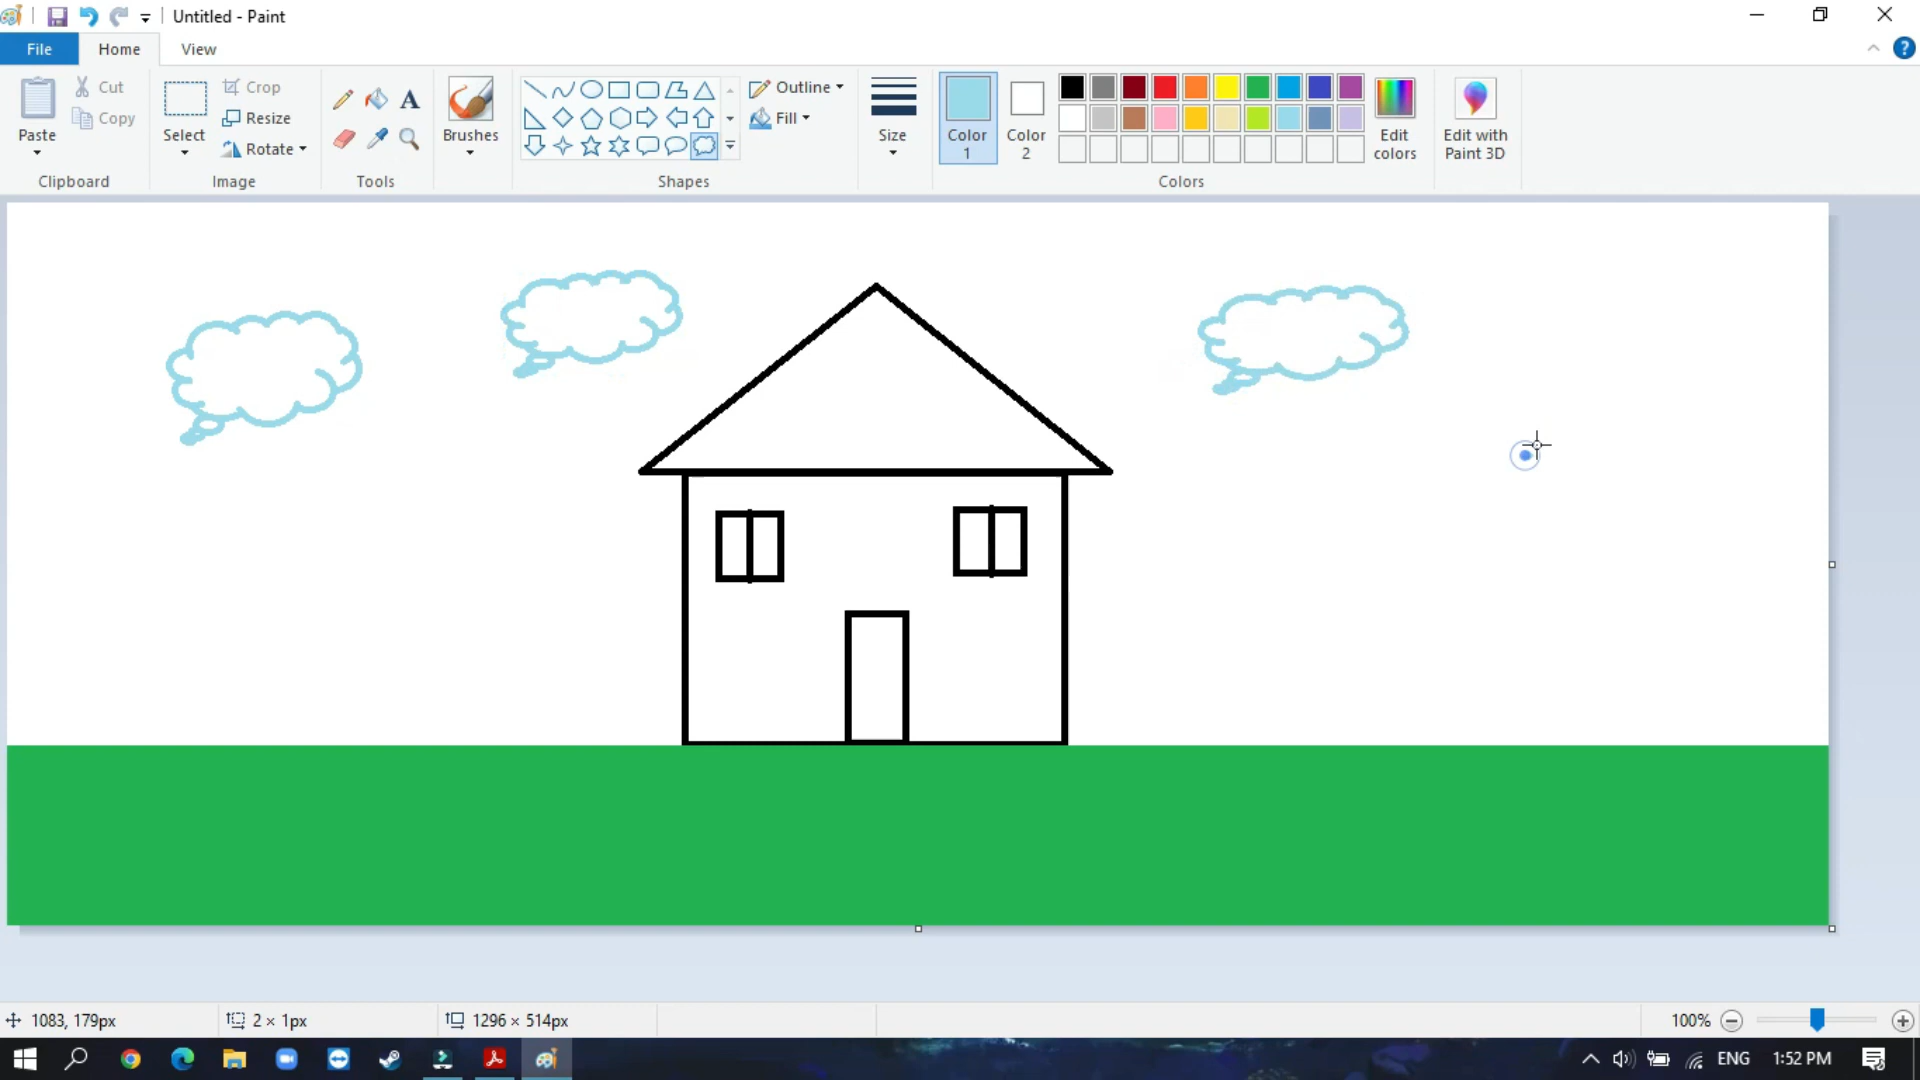 Untitled - Paint
File Home View
Paste
Cut
Copy
Clipboard
Select
Crop
Resize
Rotate
Image
Tools
Brushes
A
Shapes
Outline
Fill
Size
Color 1
Color 2
Colors
Edit colors
Edit with Paint 3D
?
1083, 179px
2 × 1px
1296 × 514px
100%
ENG
1:52 PM